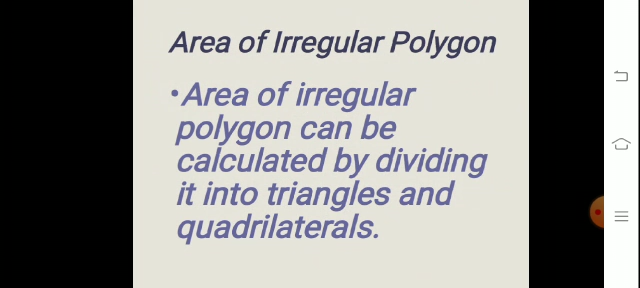 Area of Irregular Polygon
•Area of irregular
polygon can be
calculated by dividing
it into triangles and
quadrilaterals.